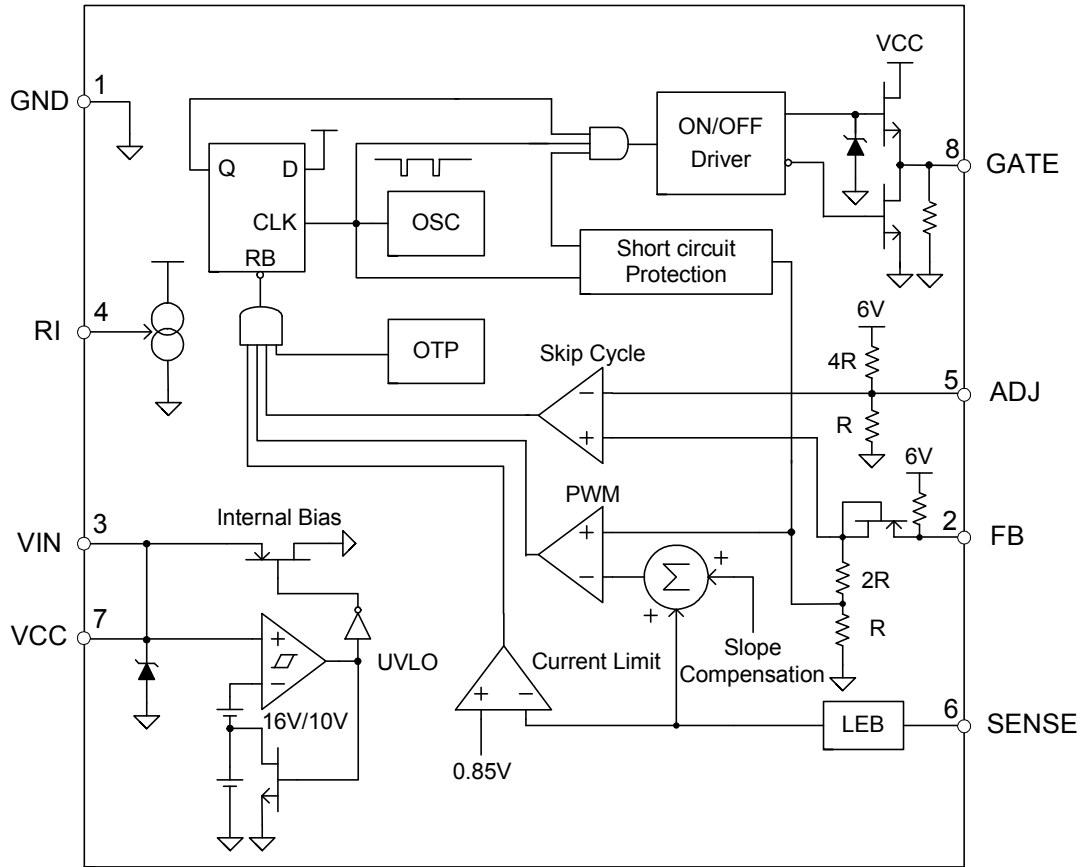 VCC
1
GND
ON/OFF
Driver
8
GATE
Q
D
CLK
OSC
RB
Short circuit
Protection
4
RI
6V
OTP
Skip Cycle
4R
5
ADJ
−
R
+
6V
PWM
3
VIN
Internal Bias
+
2
FB
−
Σ
+
2R
7
VCC
+
+
R
UVLO
Slope
Compensation
−
Current Limit
16V/10V
+
−
LEB
6
SENSE
0.85V